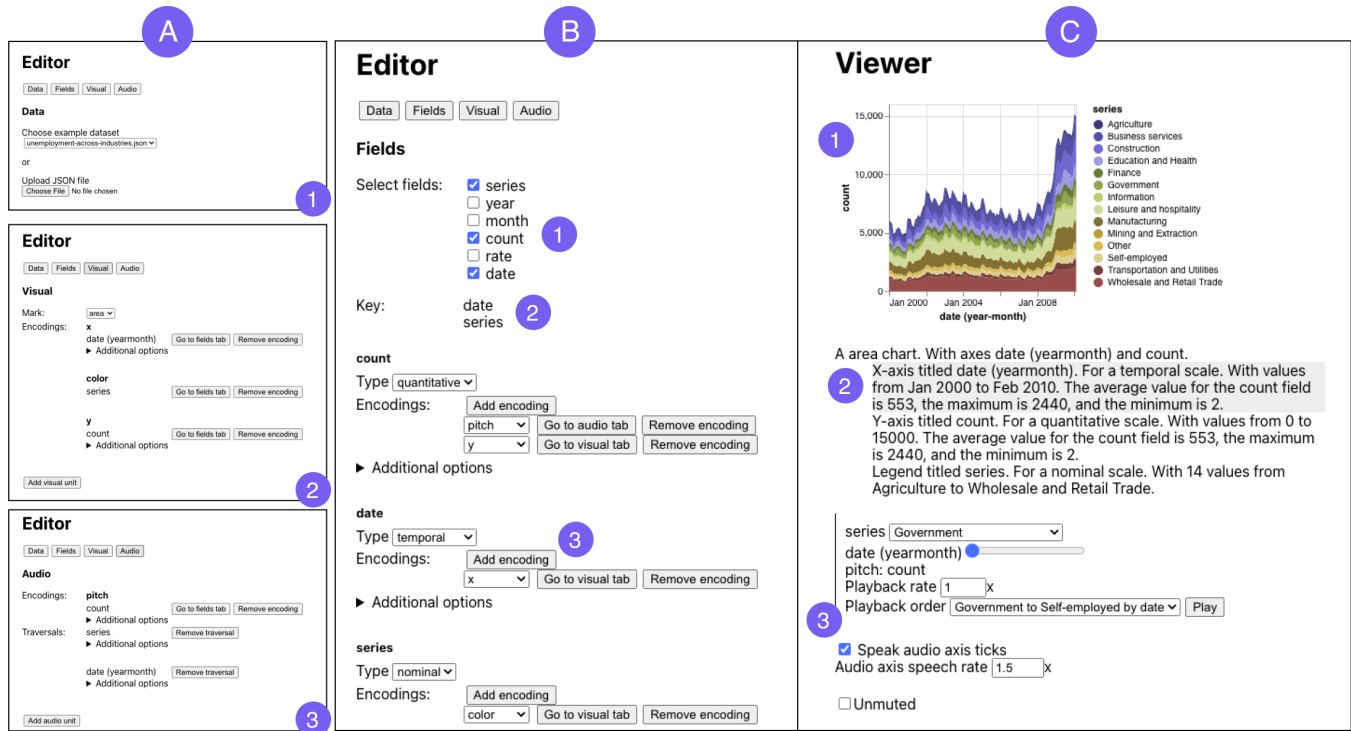 A
Editor
Data Fields Visual Audio
Data
Choose example dataset
unemployment-across-industries.json
or
Upload JSON file
Choose File No file chosen
1
Editor
Data Fields Visual Audio
Visual
Mark: area
Encodings: x
date (yearmonth) Go to fields tab Remove encoding
▶ Additional options
color
series Go to fields tab Remove encoding
y
count Go to fields tab Remove encoding
▶ Additional options
Add visual unit
2
Editor
Data Fields Visual Audio
Audio
Encodings: pitch
count Go to fields tab Remove encoding
▶ Additional options
Traversals: series Remove traversal
▶ Additional options
date (yearmonth) Remove traversal
▶ Additional options
Add audio unit
3
B
Editor
Data Fields Visual Audio
Fields
Select fields: series
year
month
count
1
rate
date
Key: date
series
2
count
Type quantitative
Encodings: Add encoding
pitch Go to audio tab Remove encoding
y Go to visual tab Remove encoding
▶ Additional options
date
Type temporal
3
Encodings: Add encoding
x Go to visual tab Remove encoding
▶ Additional options
series
Type nominal
Encodings: Add encoding
color Go to visual tab Remove encoding
C
Viewer
1
15,000
10,000
5,000
0
count
Jan 2000 Jan 2004 Jan 2008
date (year-month)
series
Agriculture
Business services
Construction
Education and Health
Finance
Government
Information
Leisure and hospitality
Manufacturing
Mining and Extraction
Other
Self-employed
Transportation and Utilities
Wholesale and Retail Trade
A area chart. With axes date (yearmonth) and count.
2
X-axis titled date (yearmonth). For a temporal scale. With values
from Jan 2000 to Feb 2010. The average value for the count field
is 553, the maximum is 2440, and the minimum is 2.
Y-axis titled count. For a quantitative scale. With values from 0 to
15000. The average value for the count field is 553, the maximum
is 2440, and the minimum is 2.
Legend titled series. For a nominal scale. With 14 values from
Agriculture to Wholesale and Retail Trade.
series Government
date (yearmonth)
pitch: count
Playback rate 1 x
Playback order Government to Self-employed by date Play
3
Speak audio axis ticks
Audio axis speech rate 1.5 x
Unmuted